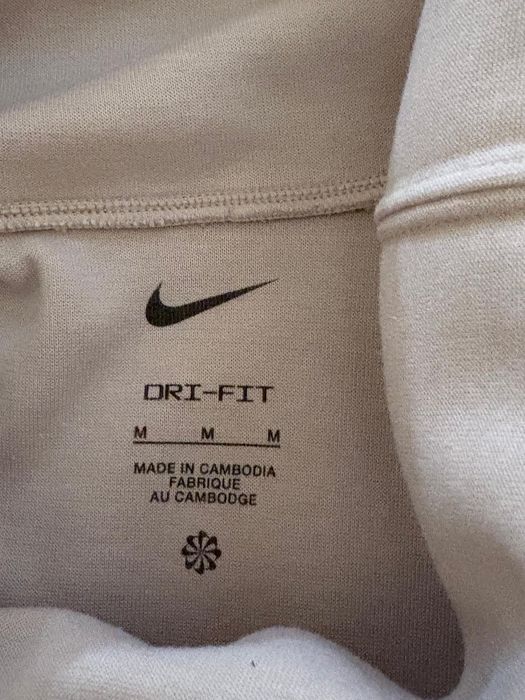 DRI-FIT
M M M
MADE IN CAMBODIA
FABRIQUE
AU CAMBODGE